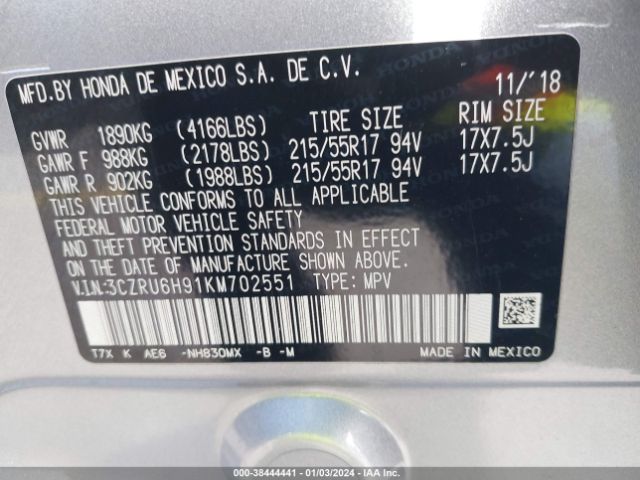 MFD.BY HONDA DE MEXICO S.A. DE C.V. 11/'18
GVWR 1890KG (4166LBS) TIRE SIZE RIM SIZE
GAWR F 988KG (2178LBS) 215/55R17 94V 17X7.5J
GAWR R 902KG (1988LBS) 215/55R17 94V 17X7.5J
THIS VEHICLE CONFORMS TO ALL APPLICABLE
FEDERAL MOTOR VEHICLE SAFETY
AND THEFT PREVENTION STANDARDS IN EFFECT
ON THE DATE OF MANUFACTURE SHOWN ABOVE.
V.I.N.:3CZRU6H91KM702551 TYPE: MPV
T7X K AE6 -NH830MX -B -M MADE IN MEXICO
000-38444441 | 01/03/2024 | IAA Inc.